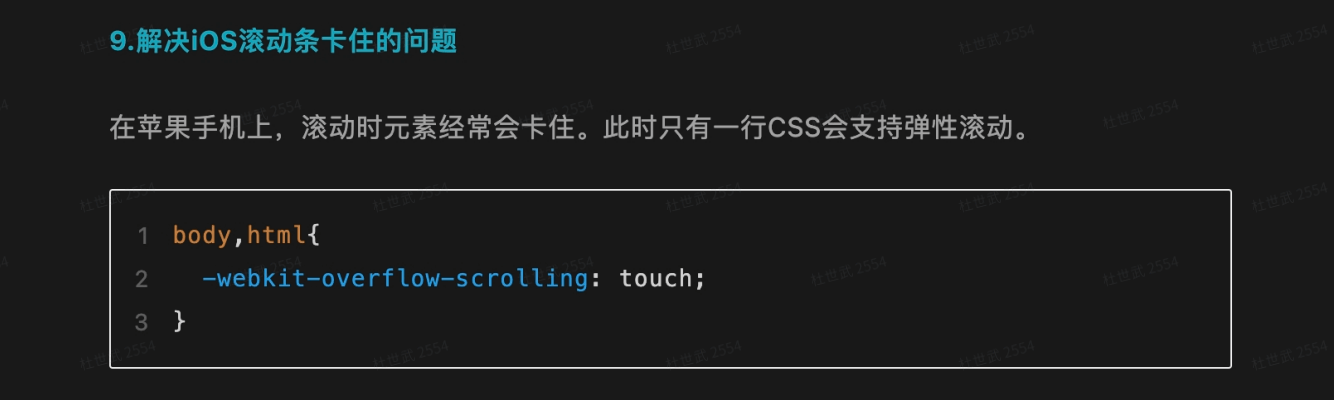 9.解决iOS滚动条卡住的问题
在苹果手机上，滚动时元素经常会卡住。此时只有一行CSS会支持弹性滚动。
1 body,html{
2   -webkit-overflow-scrolling: touch;
3 }
杜世武 2554